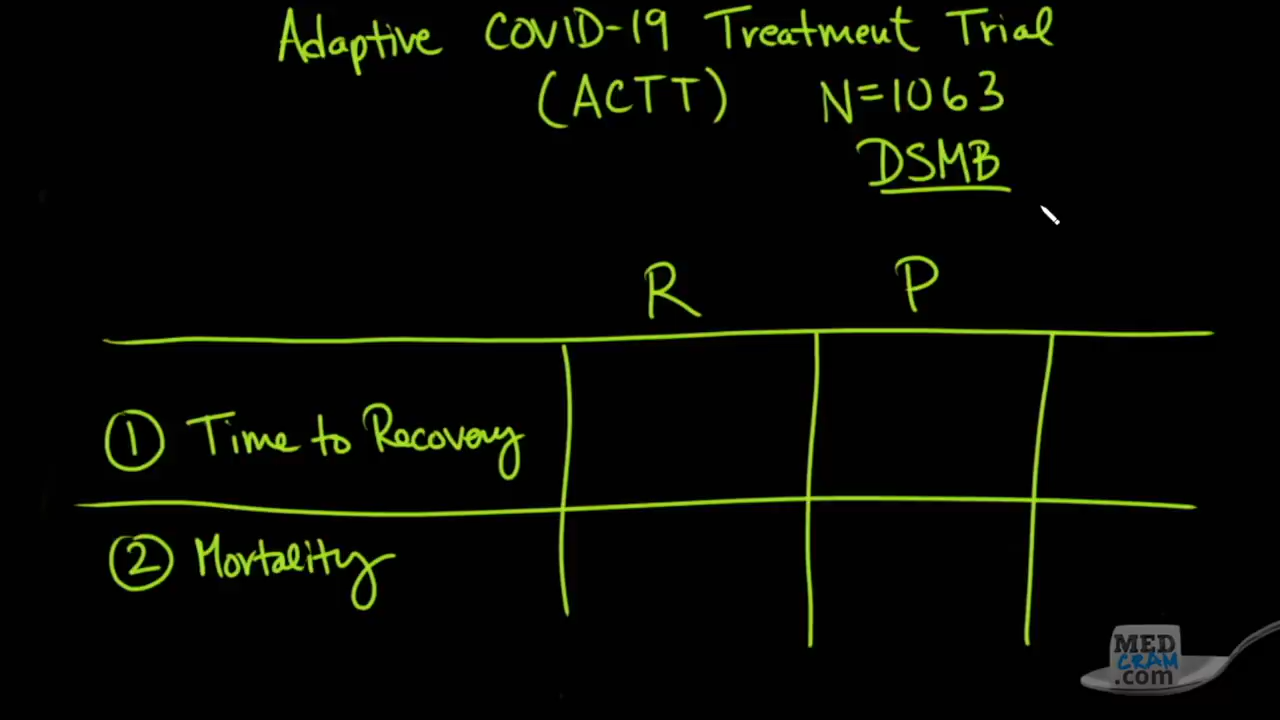 Adaptive COVID-19 Treatment Trial
(ACTT) N=1063
DSMB
R P
① Time to Recovery
② Mortality
MED
CRAM
.com